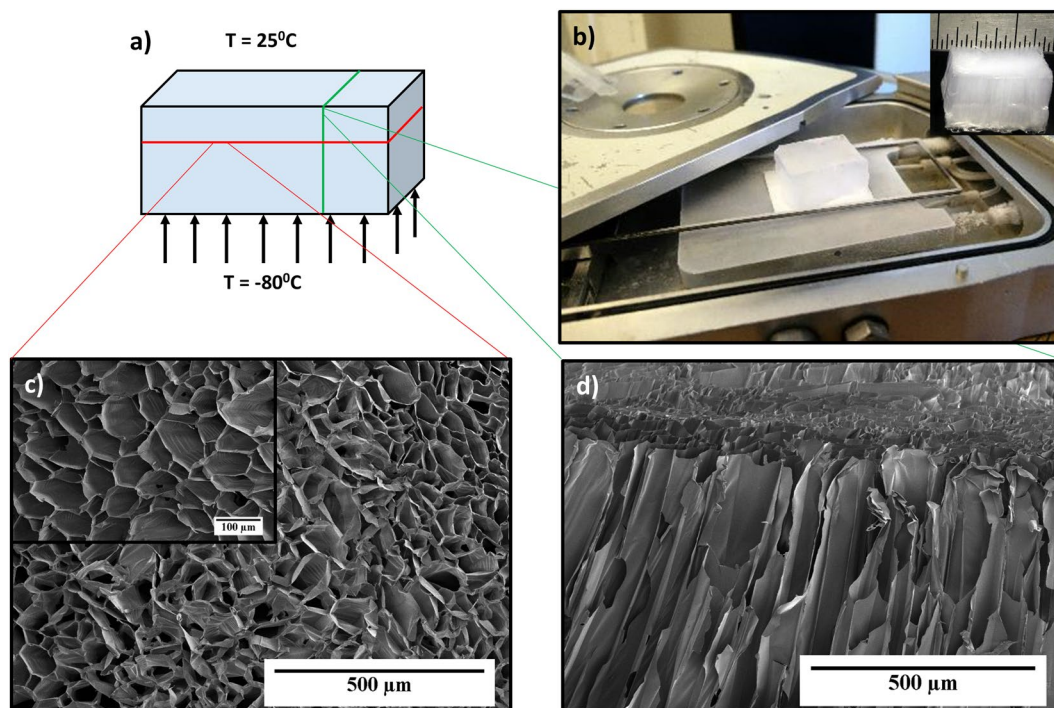 a)
T = 25⁰C
T = -80⁰C
b)
c)
100 µm
500 µm
d)
500 µm